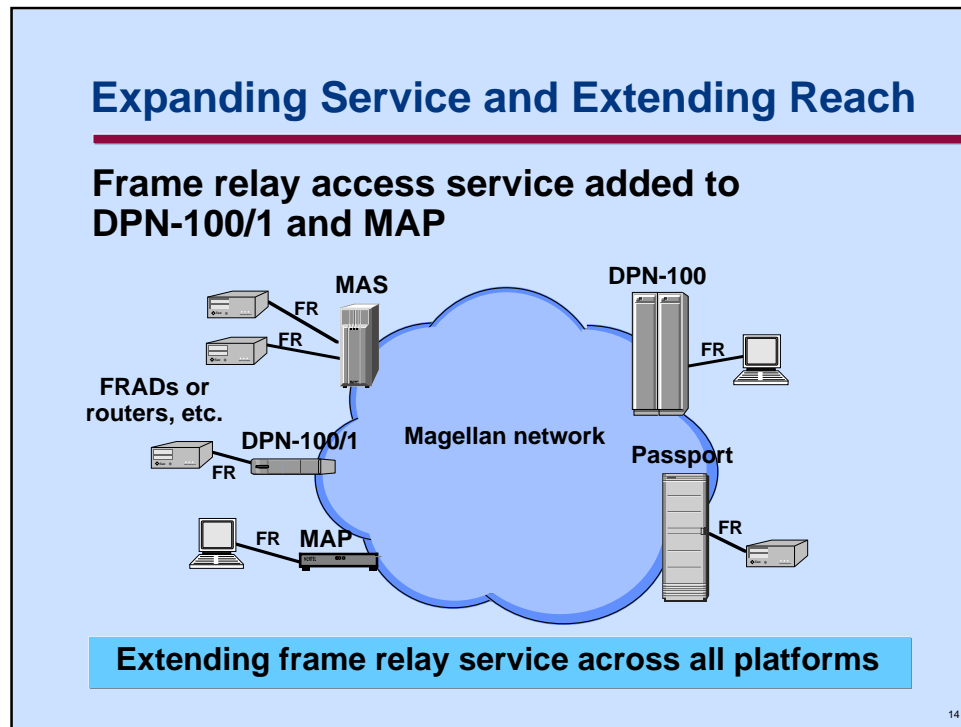 Expanding Service and Extending Reach
Frame relay access service added to
DPN-100/1 and MAP
MAS
DPN-100
FR
FR
FR
FRADs or
routers, etc.
DPN-100/1
Magellan network
Passport
FR
FR
MAP
FR
Extending frame relay service across all platforms
14